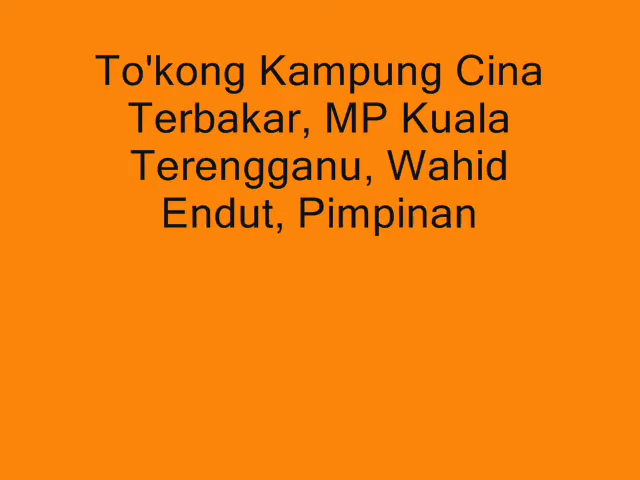 To'kong Kampung Cina
Terbakar, MP Kuala
Terengganu, Wahid
Endut, Pimpinan